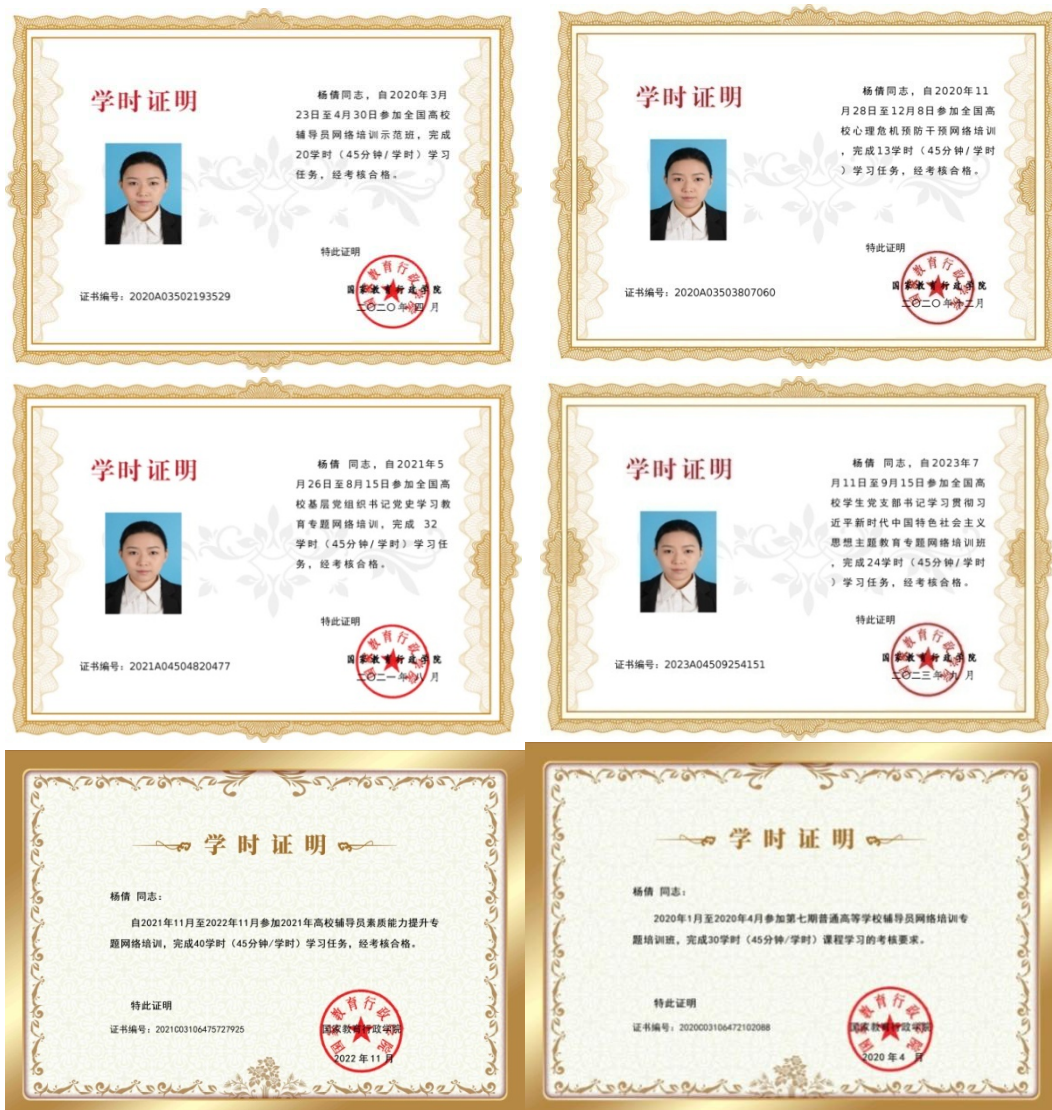 学时证明
杨倩同志，自2020年3月
23日至4月30日参加全国高校
辅导员网络培训示范班，完成
20学时（45分钟/学时）学习
任务，经考核合格。
特此证明
国家教育行政学院
二〇二〇年四月
证书编号：2020A03502193529
学时证明
杨倩同志，自2020年11
月28日至12月8日参加全国高
校心理危机预防干预网络培训
，完成13学时（45分钟/学时
）学习任务，经考核合格。
特此证明
国家教育行政学院
二〇二〇年十二月
证书编号：2020A03503807060
学时证明
杨倩 同志，自2021年5
月26日至8月15日参加全国高
校基层党组织书记党史学习教
育专题网络培训，完成 32
学时（45分钟/学时）学习任
务，经考核合格。
特此证明
国家教育行政学院
二〇二一年八月
证书编号：2021A04504820477
学时证明
杨倩 同志，自2023年7
月11日至9月15日参加全国高
校学生党支部书记学习贯彻习
近平新时代中国特色社会主义
思想主题教育专题网络培训班
，完成24学时（45分钟/学时
）学习任务，经考核合格。
特此证明
国家教育行政学院
二〇二三年九月
证书编号：2023A04509254151
学时证明
杨倩 同志：
自2021年11月至2022年11月参加2021年高校辅导员素质能力提升专
题网络培训，完成40学时（45分钟/学时）学习任务，经考核合格。
特此证明
证书编号：2021003106475727925
国家教育行政学院
2022 年 11 月
学时证明
杨倩 同志：
2020年1月至2020年4月参加第七期普通高等学校辅导员网络培训专
题培训班，完成30学时（45分钟/学时）课程学习的考核要求。
特此证明
证书编号：2020003106472102088
国家教育行政学院
2020 年 4 月